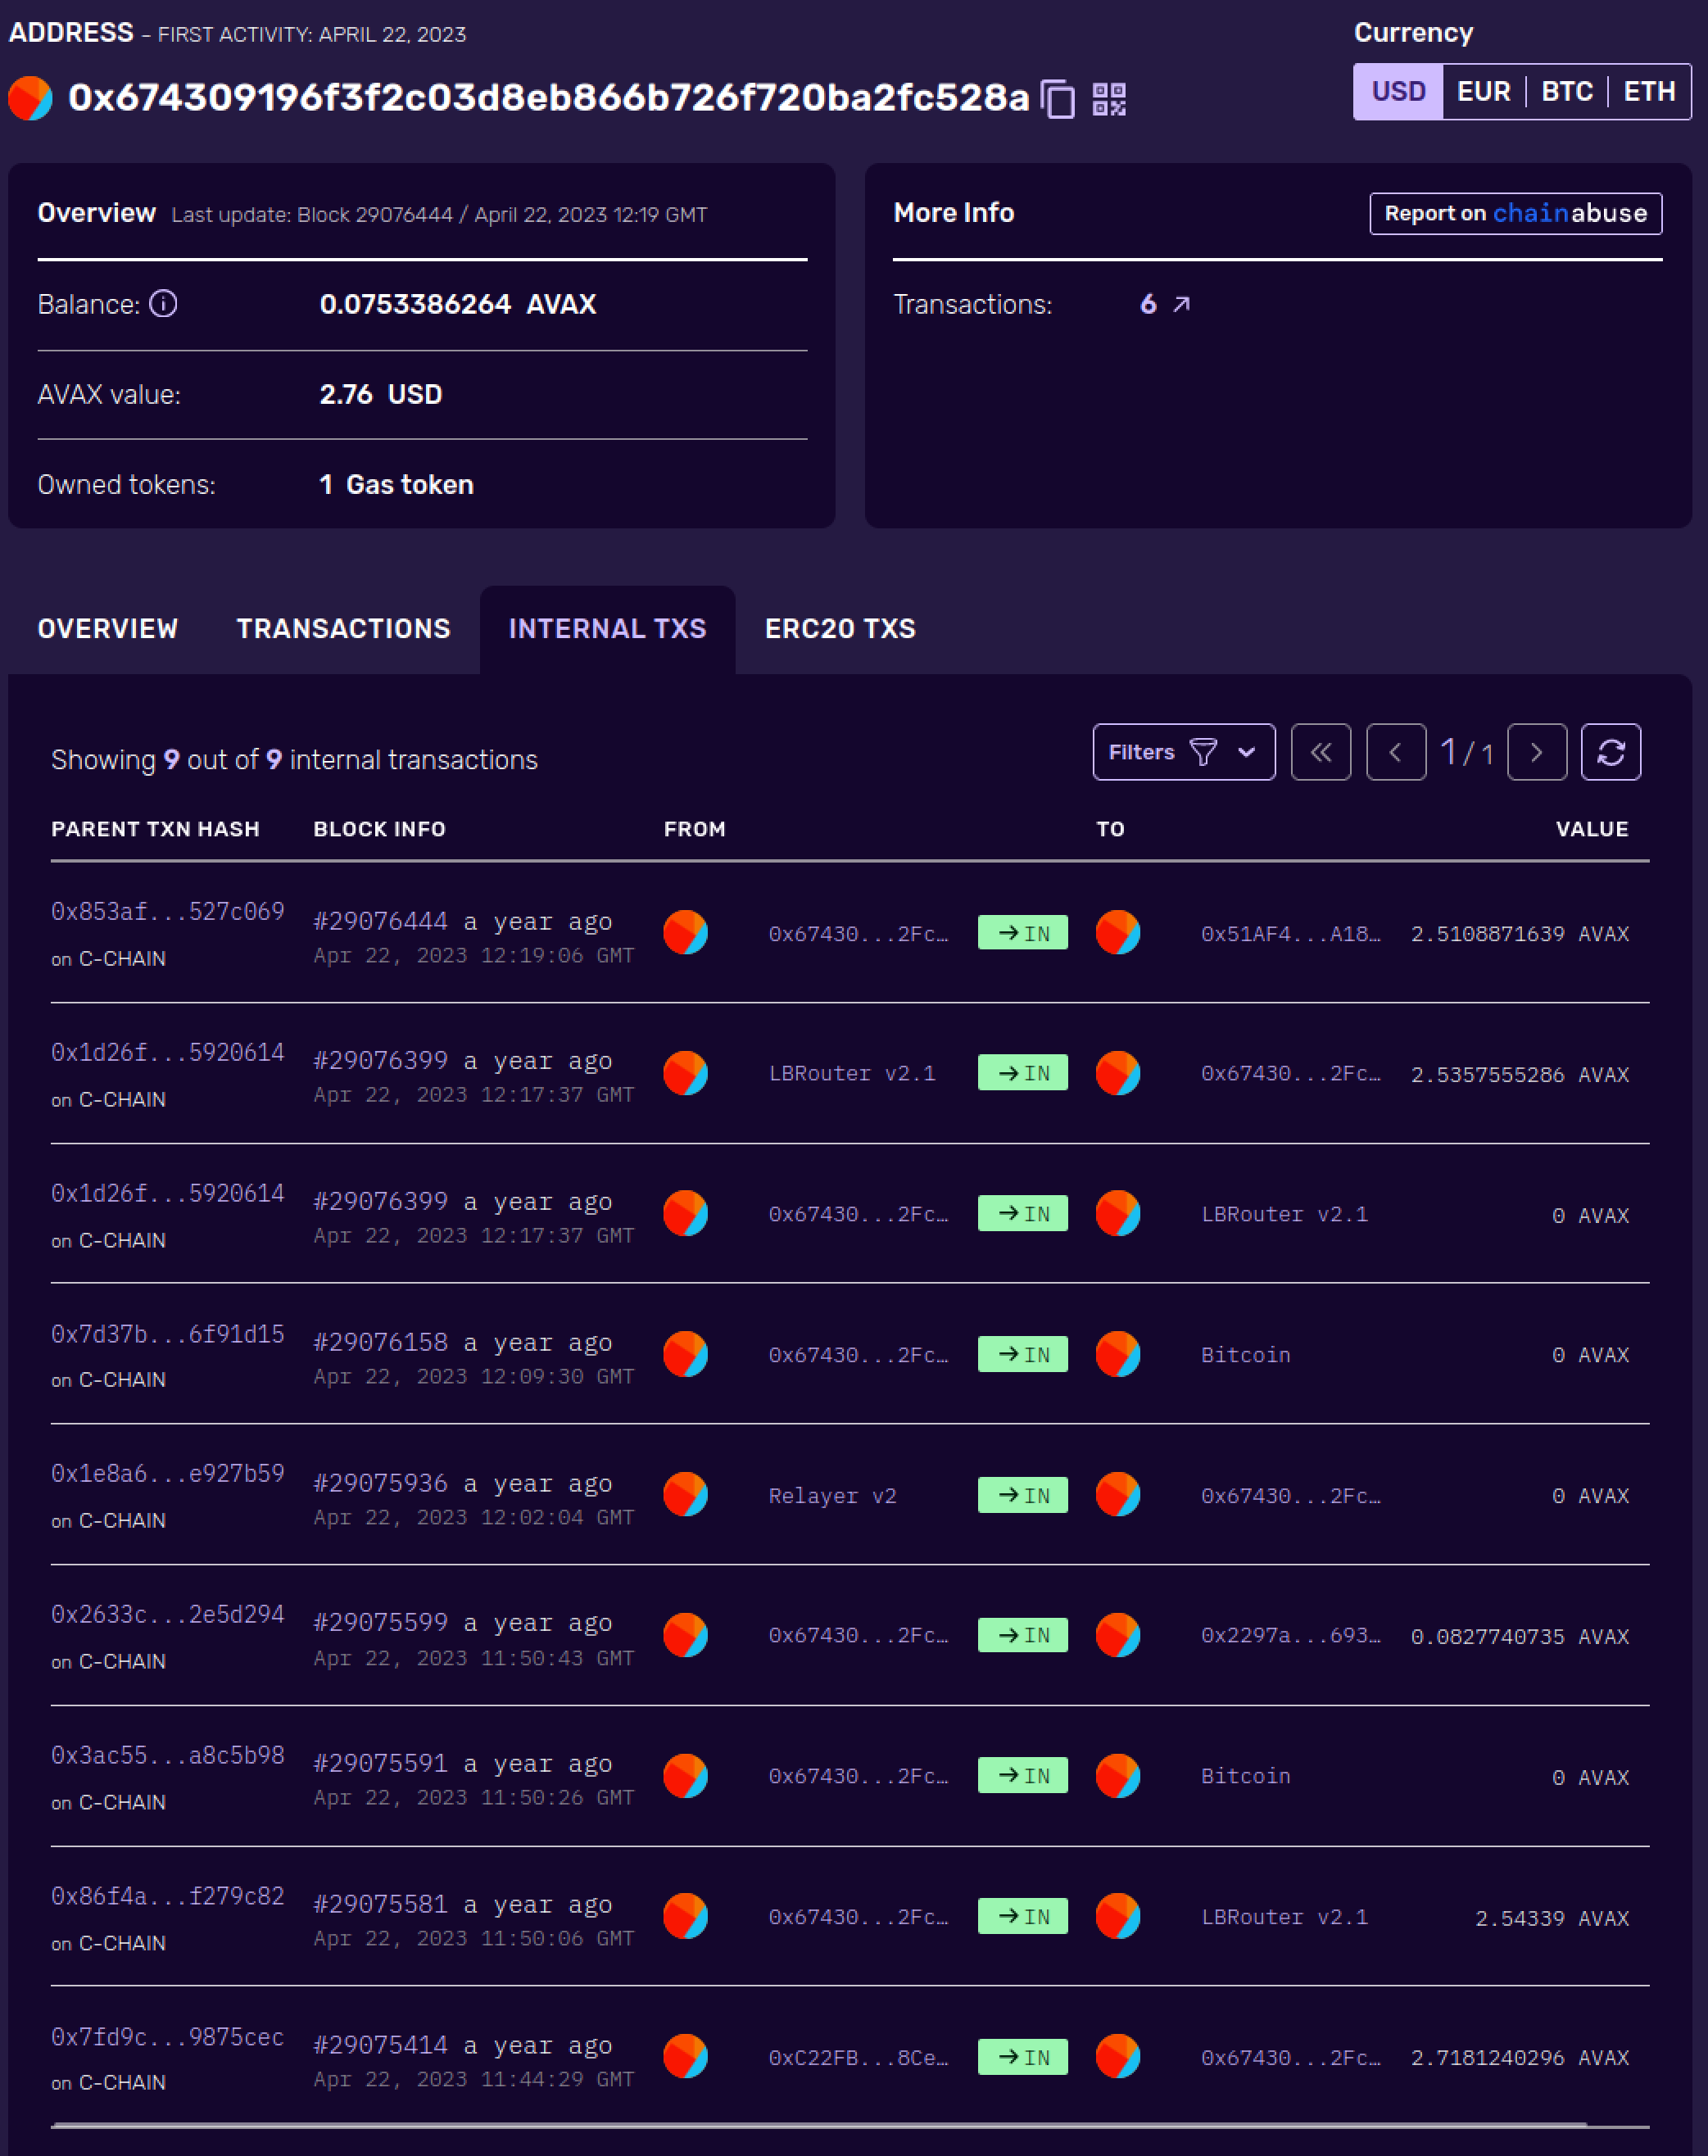 ADDRESS - FIRST ACTIVITY: APRIL 22, 2023
Currency
0x674309196f3f2c03d8eb866b726f720ba2fc528a
USD EUR BTC ETH
Overview Last update: Block 29076444 / April 22, 2023 12:19 GMT
Balance: 0.0753386264 AVAX
AVAX value: 2.76 USD
Owned tokens: 1 Gas token
More Info
Report on chainabuse
Transactions: 6
OVERVIEW TRANSACTIONS INTERNAL TXS ERC20 TXS
Showing 9 out of 9 internal transactions
Filters 1 / 1
PARENT TXN HASH BLOCK INFO FROM TO VALUE
0x853af...527c069 #29076444 a year ago 0x67430...2Fc… IN 0x51AF4...A18… 2.5108871639 AVAX
on C-CHAIN Apr 22, 2023 12:19:06 GMT
0x1d26f...5920614 #29076399 a year ago LBRouter v2.1 IN 0x67430...2Fc… 2.5357555286 AVAX
on C-CHAIN Apr 22, 2023 12:17:37 GMT
0x1d26f...5920614 #29076399 a year ago 0x67430...2Fc… IN LBRouter v2.1 0 AVAX
on C-CHAIN Apr 22, 2023 12:17:37 GMT
0x7d37b...6f91d15 #29076158 a year ago 0x67430...2Fc… IN Bitcoin 0 AVAX
on C-CHAIN Apr 22, 2023 12:09:30 GMT
0x1e8a6...e927b59 #29075936 a year ago Relayer v2 IN 0x67430...2Fc… 0 AVAX
on C-CHAIN Apr 22, 2023 12:02:04 GMT
0x2633c...2e5d294 #29075599 a year ago 0x67430...2Fc… IN 0x2297a...693… 0.0827740735 AVAX
on C-CHAIN Apr 22, 2023 11:50:43 GMT
0x3ac55...a8c5b98 #29075591 a year ago 0x67430...2Fc… IN Bitcoin 0 AVAX
on C-CHAIN Apr 22, 2023 11:50:26 GMT
0x86f4a...f279c82 #29075581 a year ago 0x67430...2Fc… IN LBRouter v2.1 2.54339 AVAX
on C-CHAIN Apr 22, 2023 11:50:06 GMT
0x7fd9c...9875cec #29075414 a year ago 0xC22FB...8Ce… IN 0x67430...2Fc… 2.7181240296 AVAX
on C-CHAIN Apr 22, 2023 11:44:29 GMT